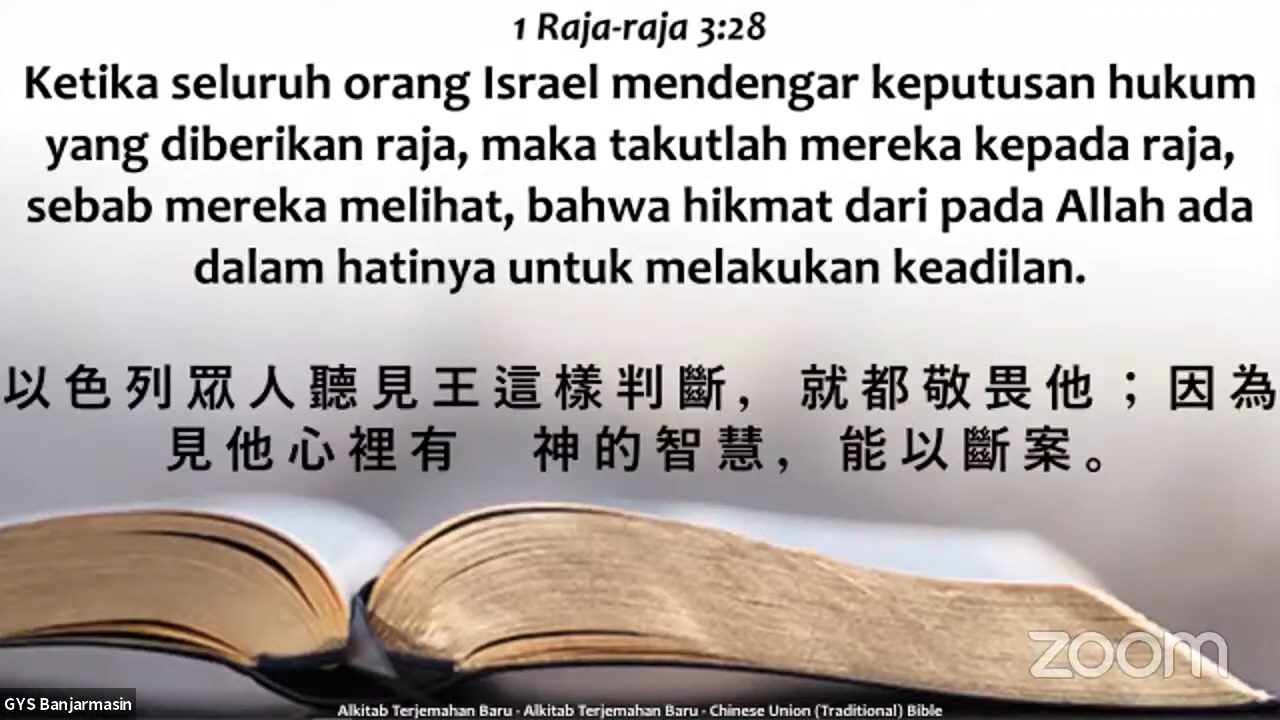 1 Raja-raja 3:28
Ketika seluruh orang Israel mendengar keputusan hukum
yang diberikan raja, maka takutlah mereka kepada raja,
sebab mereka melihat, bahwa hikmat dari pada Allah ada
dalam hatinya untuk melakukan keadilan.
以色列眾人聽見王這樣判斷，就都敬畏他；因為
見他心裡有　神的智慧，能以斷案。
zoom
GYS Banjarmasin
Alkitab Terjemahan Baru - Alkitab Terjemahan Baru - Chinese Union (Traditional) Bible